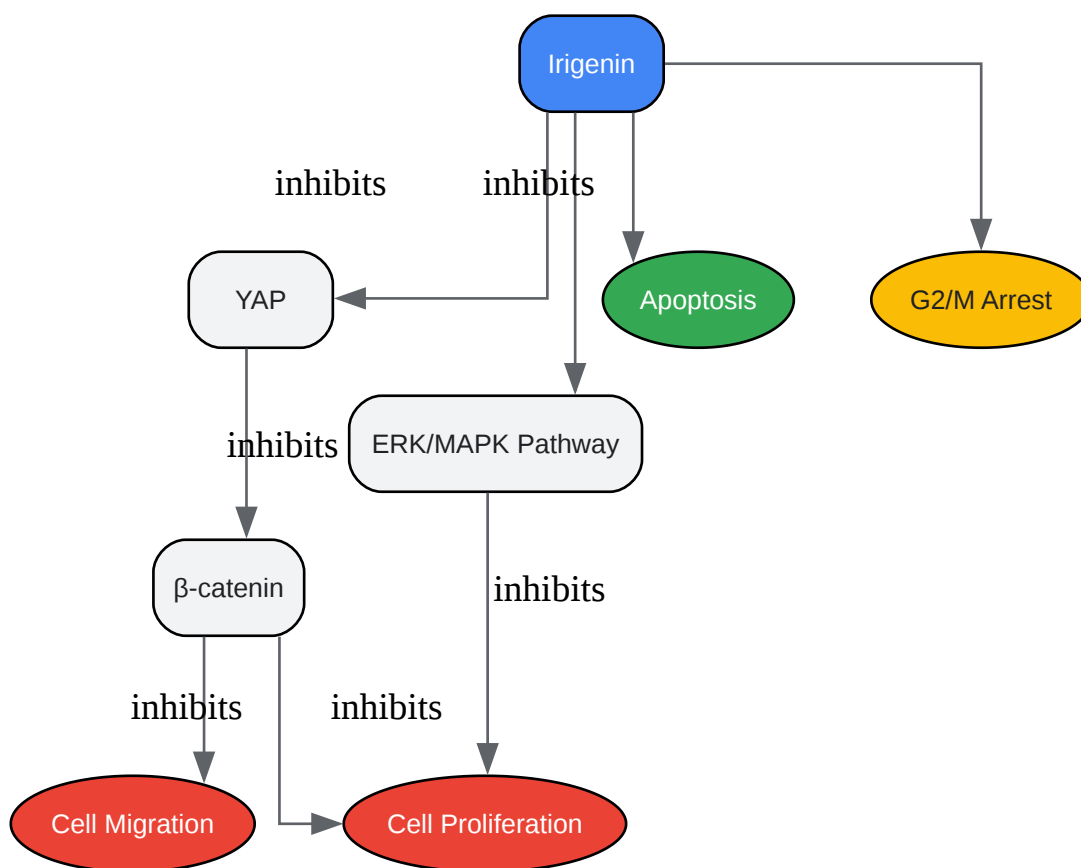 Irigenin
inhibits
inhibits
YAP
Apoptosis
G2/M Arrest
inhibits
ERK/MAPK Pathway
β-catenin
inhibits
inhibits
inhibits
Cell Migration
Cell Proliferation